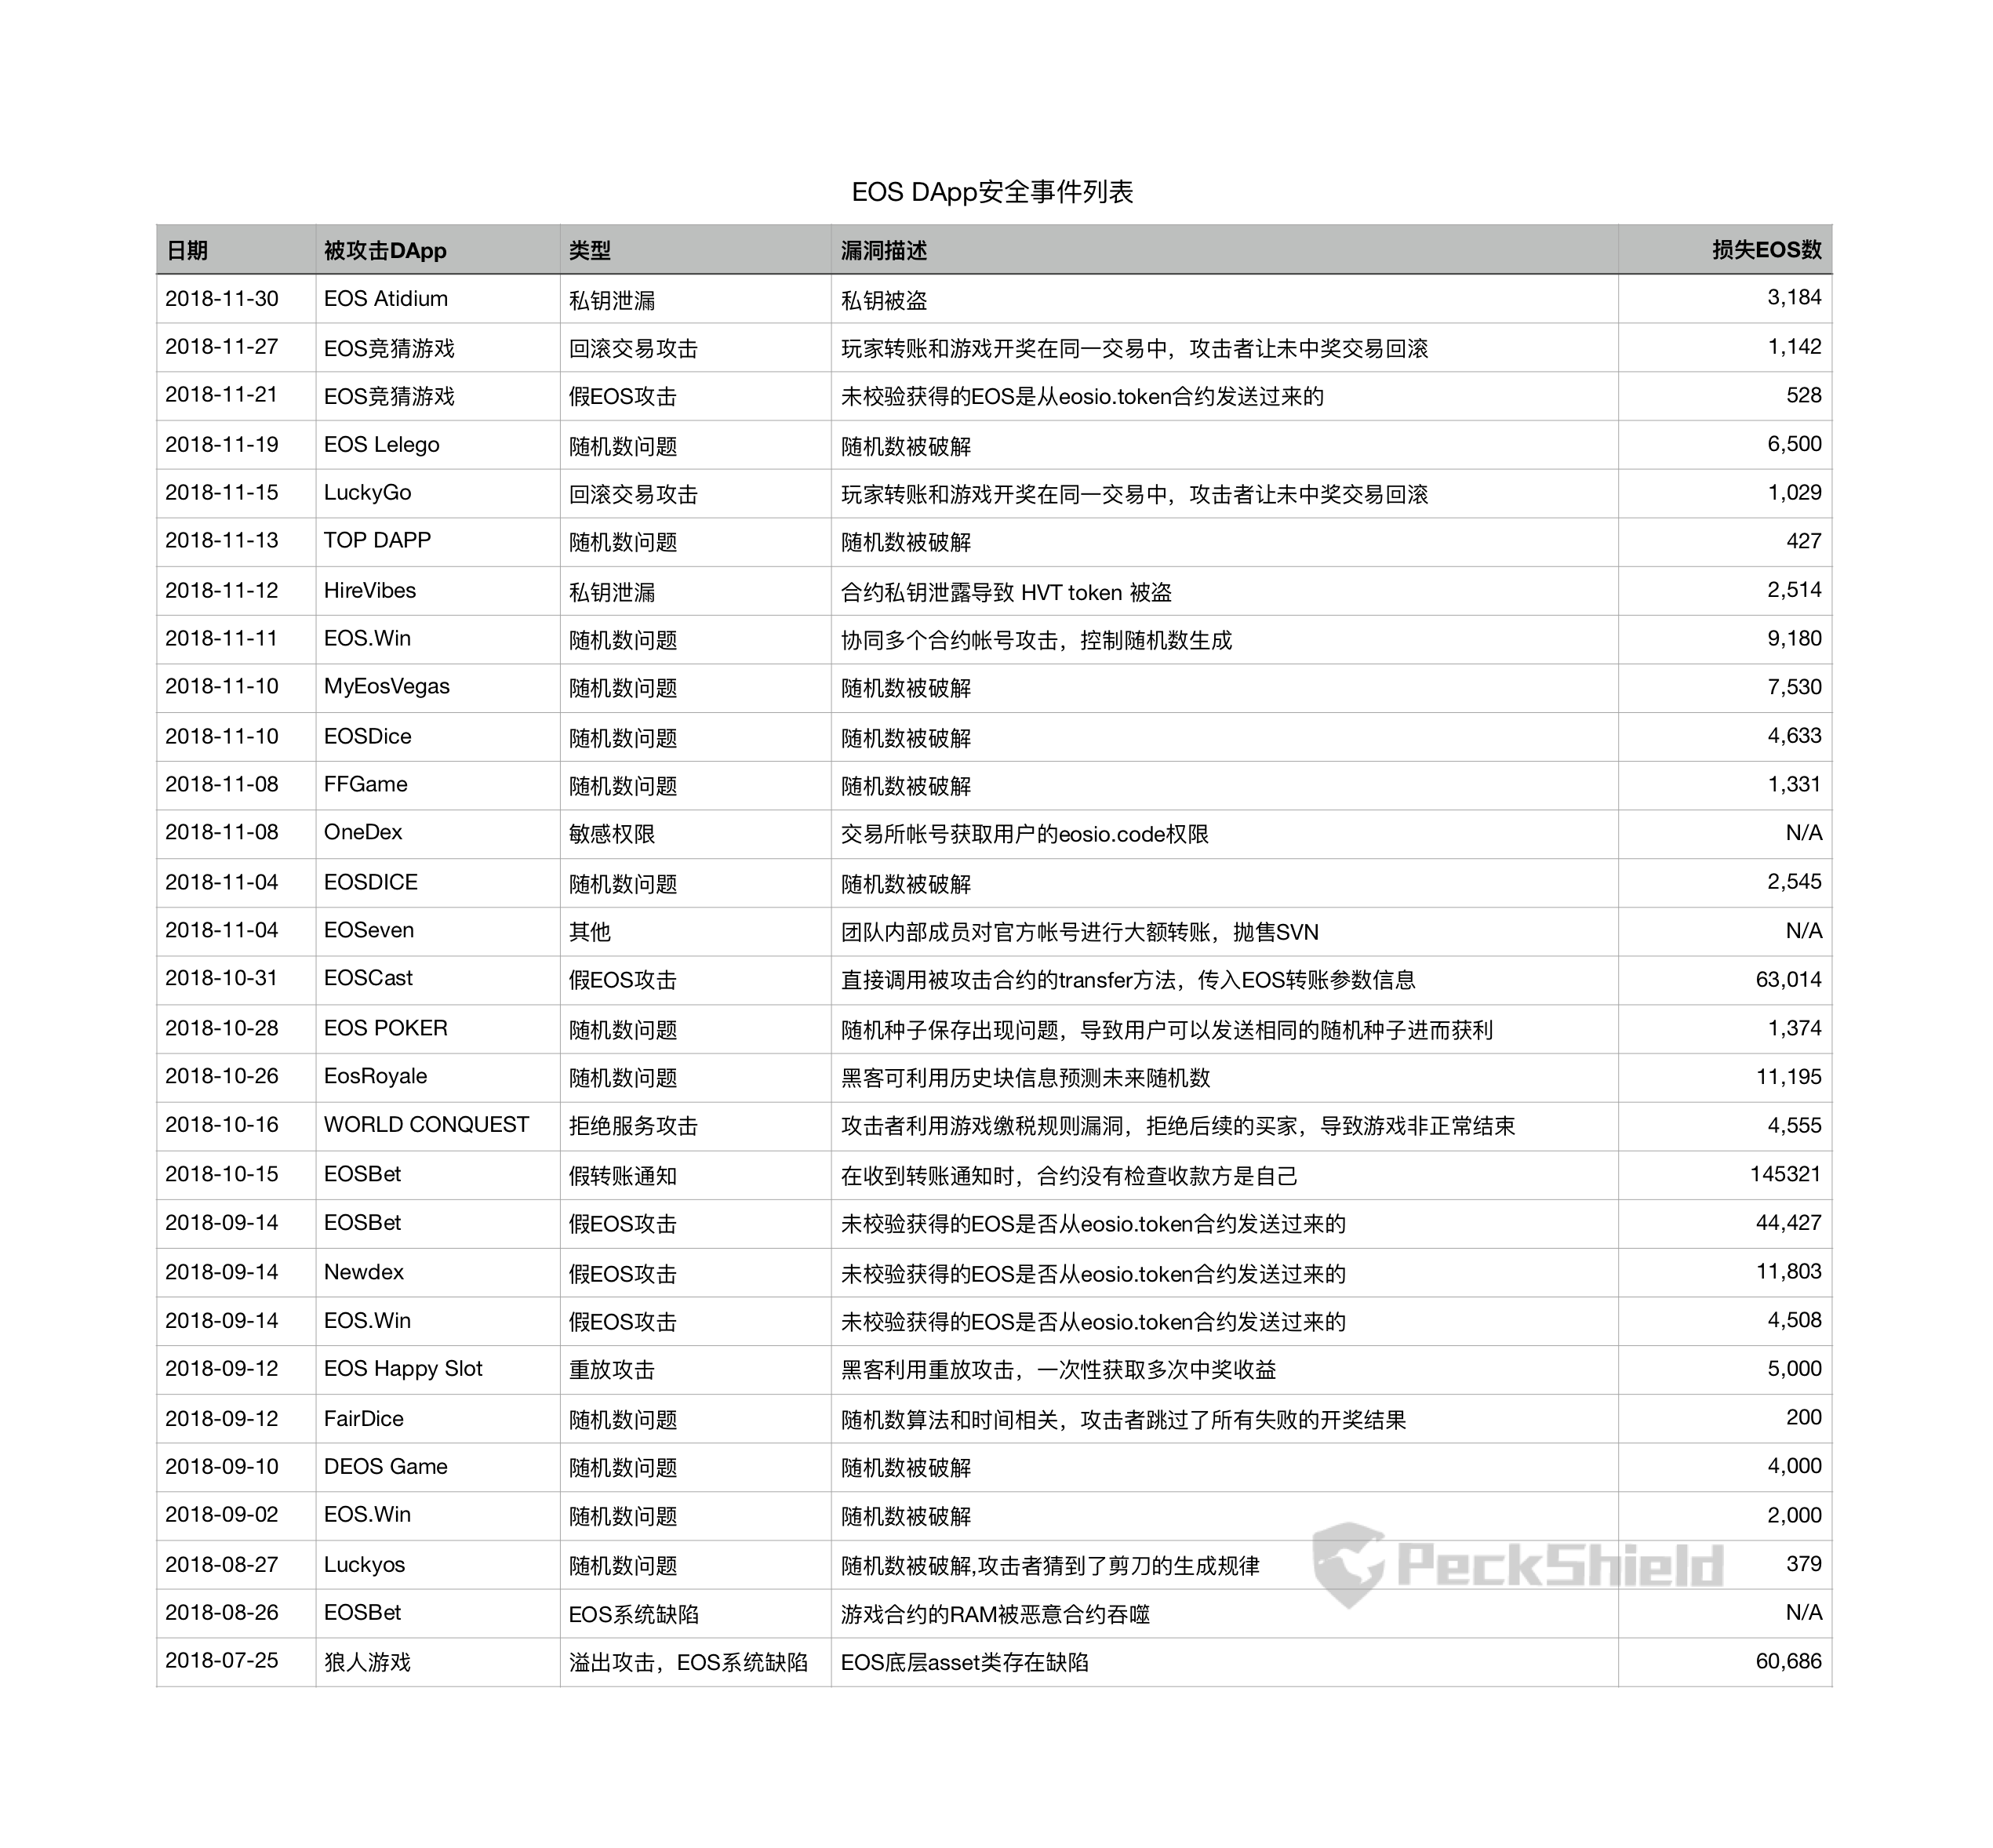 EOS DApp安全事件列表
日期 被攻击DApp 类型 漏洞描述 损失EOS数
2018-11-30 EOS Atidium 私钥泄漏 私钥被盗 3,184
2018-11-27 EOS竞猜游戏 回滚交易攻击 玩家转账和游戏开奖在同一交易中，攻击者让未中奖交易回滚 1,142
2018-11-21 EOS竞猜游戏 假EOS攻击 未校验获得的EOS是从eosio.token合约发送过来的 528
2018-11-19 EOS Lelego 随机数问题 随机数被破解 6,500
2018-11-15 LuckyGo 回滚交易攻击 玩家转账和游戏开奖在同一交易中，攻击者让未中奖交易回滚 1,029
2018-11-13 TOP DAPP 随机数问题 随机数被破解 427
2018-11-12 HireVibes 私钥泄漏 合约私钥泄露导致 HVT token 被盗 2,514
2018-11-11 EOS.Win 随机数问题 协同多个合约帐号攻击，控制随机数生成 9,180
2018-11-10 MyEosVegas 随机数问题 随机数被破解 7,530
2018-11-10 EOSDice 随机数问题 随机数被破解 4,633
2018-11-08 FFGame 随机数问题 随机数被破解 1,331
2018-11-08 OneDex 敏感权限 交易所帐号获取用户的eosio.code权限 N/A
2018-11-04 EOSDICE 随机数问题 随机数被破解 2,545
2018-11-04 EOSeven 其他 团队内部成员对官方帐号进行大额转账，抛售SVN N/A
2018-10-31 EOSCast 假EOS攻击 直接调用被攻击合约的transfer方法，传入EOS转账参数信息 63,014
2018-10-28 EOS POKER 随机数问题 随机种子保存出现问题，导致用户可以发送相同的随机种子进而获利 1,374
2018-10-26 EosRoyale 随机数问题 黑客可利用历史块信息预测未来随机数 11,195
2018-10-16 WORLD CONQUEST 拒绝服务攻击 攻击者利用游戏缴税规则漏洞，拒绝后续的买家，导致游戏非正常结束 4,555
2018-10-15 EOSBet 假转账通知 在收到转账通知时，合约没有检查收款方是自己 145321
2018-09-14 EOSBet 假EOS攻击 未校验获得的EOS是否从eosio.token合约发送过来的 44,427
2018-09-14 Newdex 假EOS攻击 未校验获得的EOS是否从eosio.token合约发送过来的 11,803
2018-09-14 EOS.Win 假EOS攻击 未校验获得的EOS是否从eosio.token合约发送过来的 4,508
2018-09-12 EOS Happy Slot 重放攻击 黑客利用重放攻击，一次性获取多次中奖收益 5,000
2018-09-12 FairDice 随机数问题 随机数算法和时间相关，攻击者跳过了所有失败的开奖结果 200
2018-09-10 DEOS Game 随机数问题 随机数被破解 4,000
2018-09-02 EOS.Win 随机数问题 随机数被破解 2,000
2018-08-27 Luckyos 随机数问题 随机数被破解,攻击者猜到了剪刀的生成规律 379
PeckShield
2018-08-26 EOSBet EOS系统缺陷 游戏合约的RAM被恶意合约吞噬 N/A
2018-07-25 狼人游戏 溢出攻击，EOS系统缺陷 EOS底层asset类存在缺陷 60,686